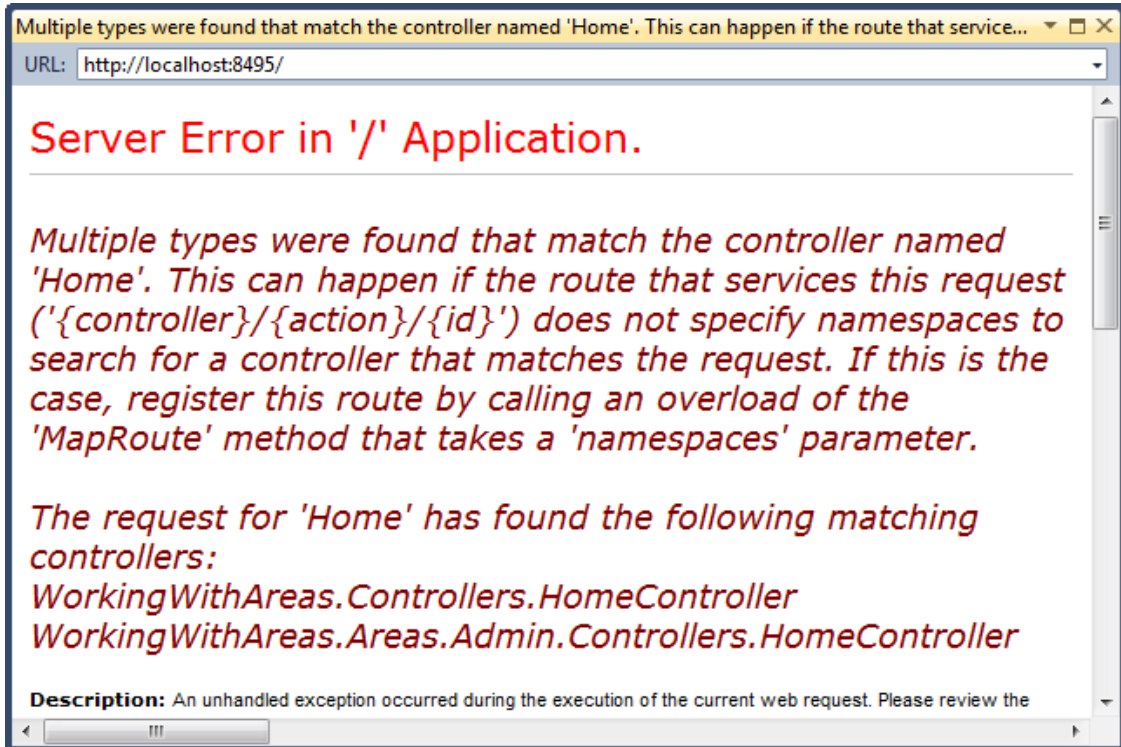 Multiple types were found that match the controller named 'Home'. This can happen if the route that service...
URL: http://localhost:8495/
Server Error in '/' Application.
Multiple types were found that match the controller named
'Home'. This can happen if the route that services this request
('{controller}/{action}/{id}') does not specify namespaces to
search for a controller that matches the request. If this is the
case, register this route by calling an overload of the
'MapRoute' method that takes a 'namespaces' parameter.
The request for 'Home' has found the following matching
controllers:
WorkingWithAreas.Controllers.HomeController
WorkingWithAreas.Areas.Admin.Controllers.HomeController
Description: An unhandled exception occurred during the execution of the current web request. Please review the